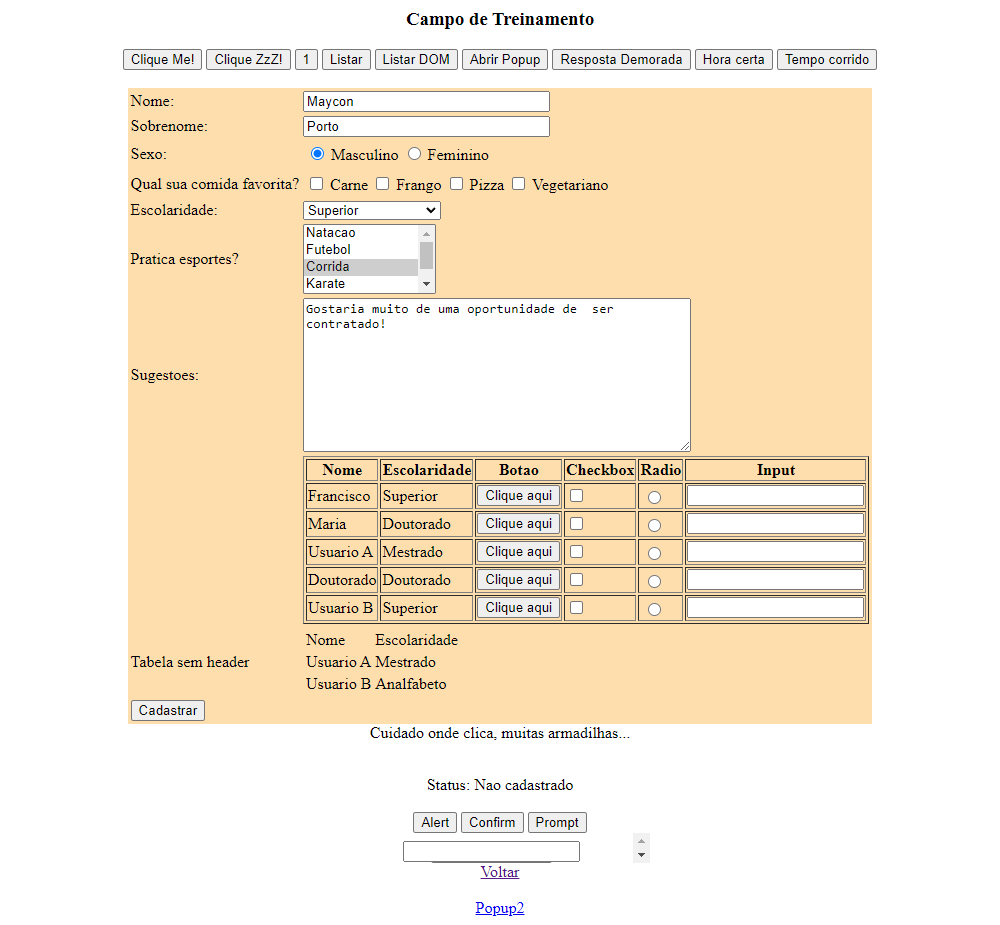 Campo de Treinamento
Clique Me! Clique ZzZ! 1 Listar Listar DOM Abrir Popup Resposta Demorada Hora certa Tempo corrido
Nome: Maycon
Sobrenome: Porto
Sexo: Masculino Feminino
Qual sua comida favorita? Carne Frango Pizza Vegetariano
Escolaridade: Superior
Pratica esportes?
Natacao
Futebol
Corrida
Karate
Sugestoes:
Gostaria muito de uma oportunidade de  ser
contratado!
Nome Escolaridade Botao Checkbox Radio Input
Francisco Superior Clique aqui
Maria Doutorado Clique aqui
Usuario A Mestrado Clique aqui
Doutorado Doutorado Clique aqui
Usuario B Superior Clique aqui
Tabela sem header
Nome Escolaridade
Usuario A Mestrado
Usuario B Analfabeto
Cadastrar
Cuidado onde clica, muitas armadilhas...
Status: Nao cadastrado
Alert Confirm Prompt
Voltar
Popup2